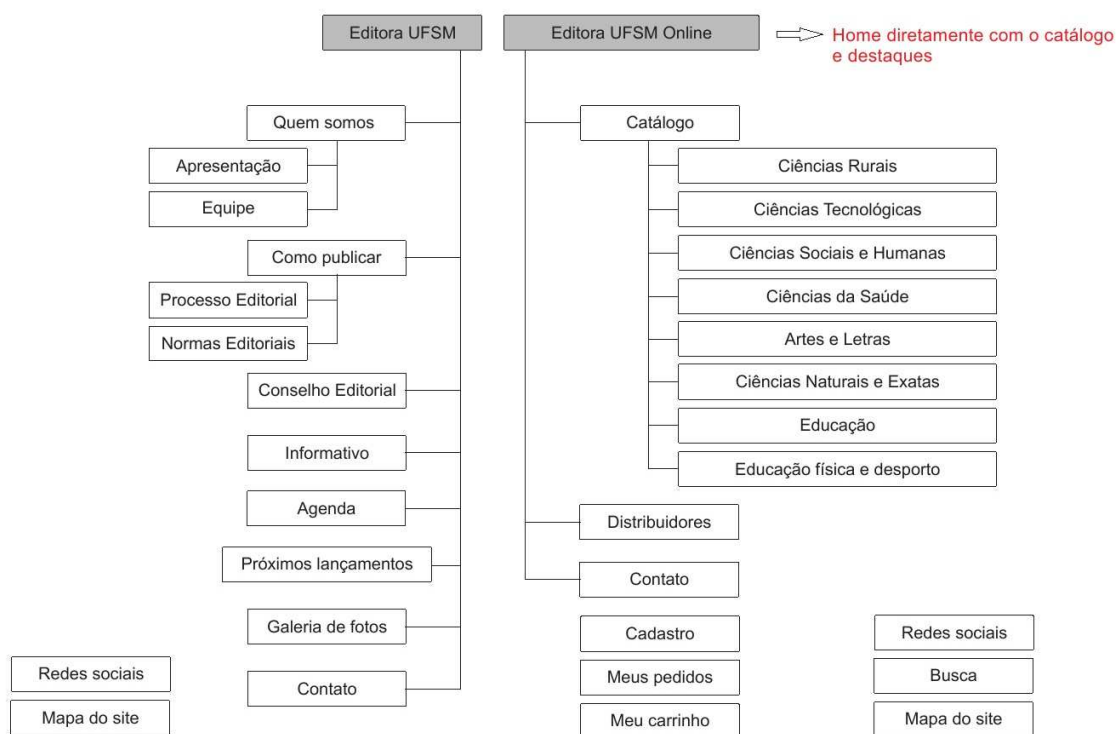 Editora UFSM
Editora UFSM Online
Home diretamente com o catálogo
e destaques
Quem somos
Apresentação
Equipe
Como publicar
Processo Editorial
Normas Editoriais
Conselho Editorial
Informativo
Agenda
Próximos lançamentos
Galeria de fotos
Contato
Redes sociais
Mapa do site
Catálogo
Ciências Rurais
Ciências Tecnológicas
Ciências Sociais e Humanas
Ciências da Saúde
Artes e Letras
Ciências Naturais e Exatas
Educação
Educação física e desporto
Distribuidores
Contato
Cadastro
Meus pedidos
Meu carrinho
Redes sociais
Busca
Mapa do site